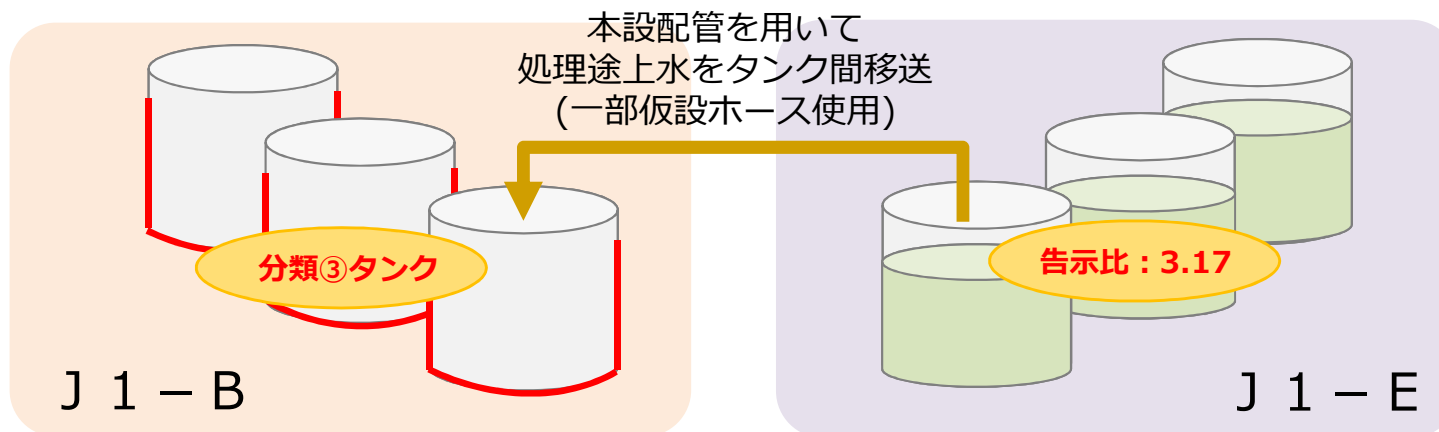 本設配管を用いて
処理途上水をタンク間移送
(一部仮設ホース使用)
分類③タンク
告示比：3.17
Ｊ１－Ｂ
Ｊ１－Ｅ